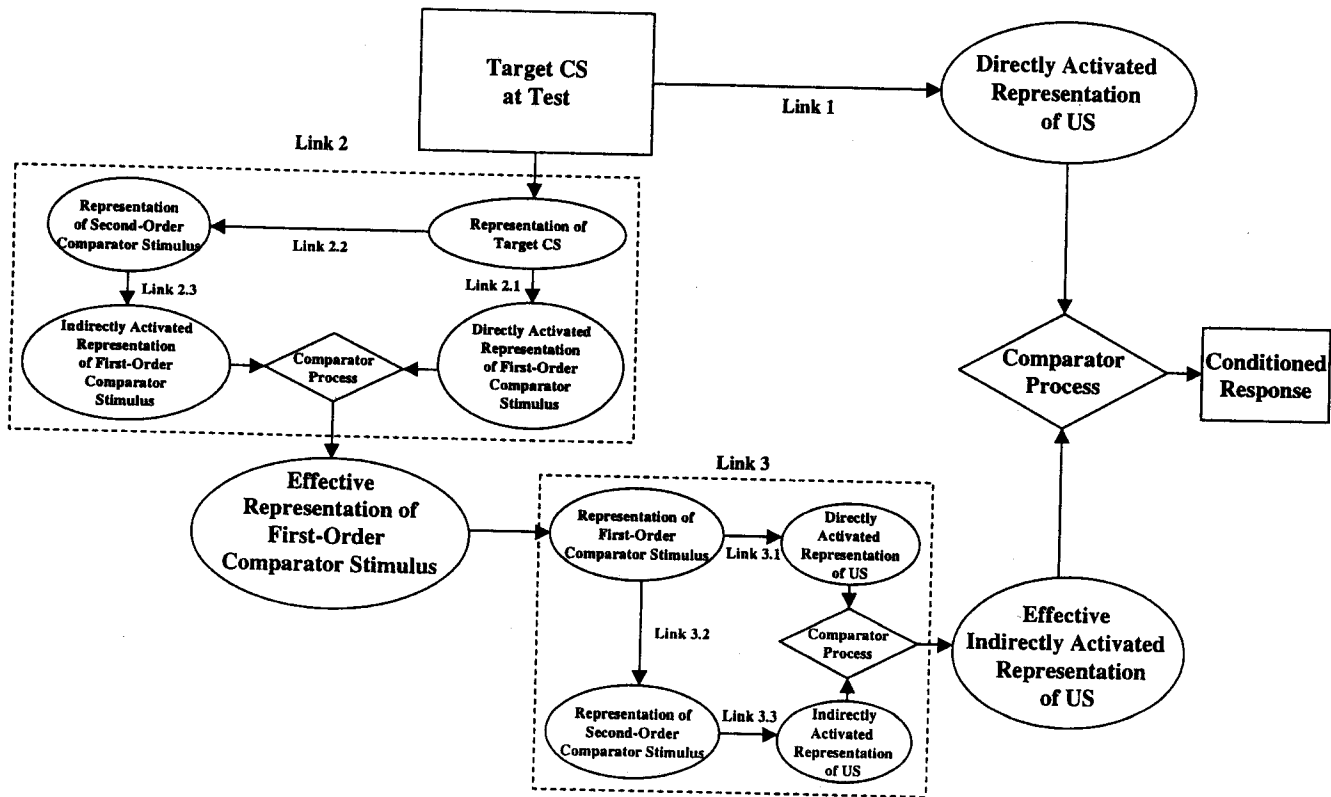 Target CS
at Test
Link 1
Directly Activated
Representation
of US
Link 2
Representation
of Second-Order
Comparator Stimulus
Link 2.2
Representation of
Target CS
Link 2.3
Link 2.1
Indirectly Activated
Representation
of First-Order
Comparator
Stimulus
Comparator
Process
Directly Activated
Representation
of First-Order
Comparator
Stimulus
Comparator
Process
Conditioned
Response
Effective
Representation of
First-Order
Comparator Stimulus
Link 3
Representation of
First-Order
Comparator Stimulus
Link 3.1
Directly
Activated
Representation
of US
Link 3.2
Comparator
Process
Effective
Indirectly Activated
Representation
of US
Representation of
Second-Order
Comparator Stimulus
Link 3.3
Indirectly
Activated
Representation
of US